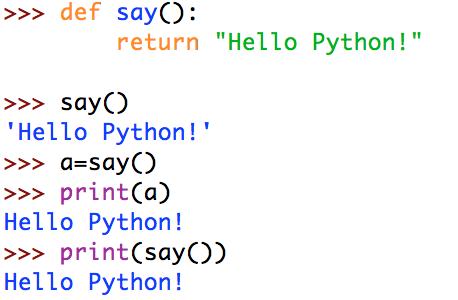 >>> def say():
        return "Hello Python!"
>>> say()
'Hello Python!'
>>> a=say()
>>> print(a)
Hello Python!
>>> print(say())
Hello Python!